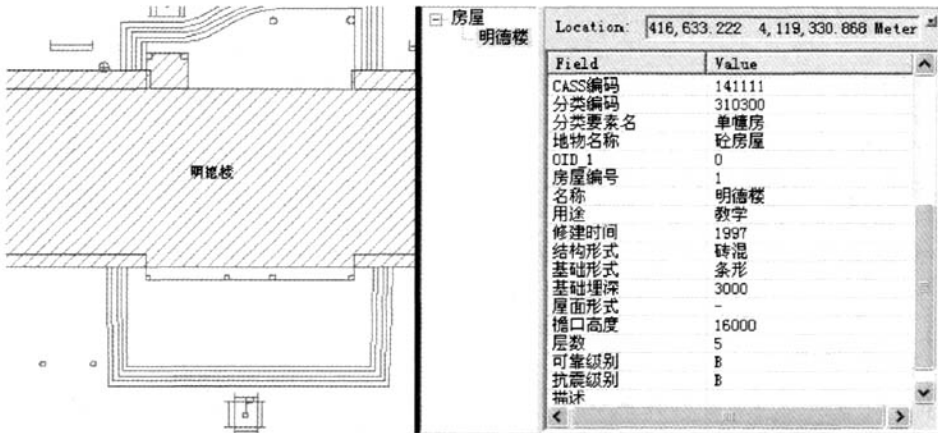 明德楼
房屋
明德楼
Location: 416,633.222 4,119,330.868 Meter
Field Value
CASS编码 141111
分类编码 310300
分类要素名 单幢房
地物名称 砼房屋
OID_1 0
房屋编号 1
名称 明德楼
用途 教学
修建时间 1997
结构形式 砖混
基础形式 条形
基础埋深 3000
屋面形式 -
檐口高度 16000
层数 5
可靠级别 B
抗震级别 B
描述